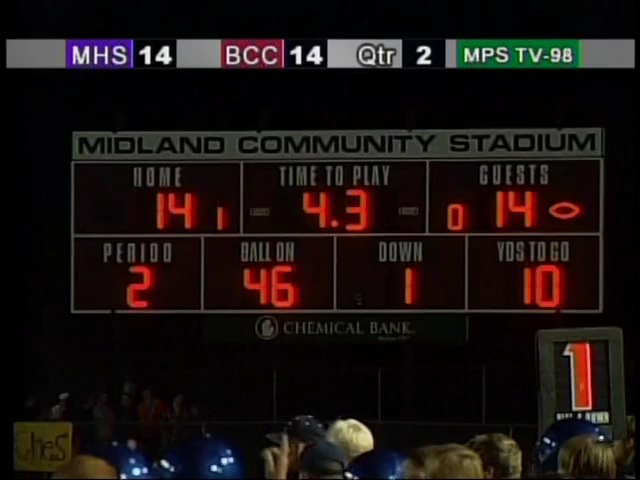 MHS 14 BCC 14 Qtr 2 MPS TV-98
MIDLAND COMMUNITY STADIUM
HOME TIME TO PLAY GUESTS
14 1 4.3 0 14
PERIOD BALL ON DOWN YDS TO GO
2 46 1 10
CHEMICAL BANK
1
Ches